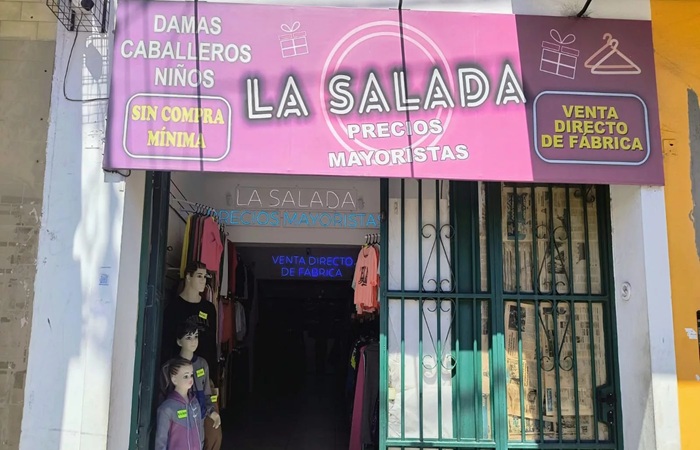 DAMAS
CABALLEROS
NIÑOS
SIN COMPRA
MÍNIMA
LA SALADA
PRECIOS
MAYORISTAS
VENTA
DIRECTO
DE FÁBRICA
LA SALADA
PRECIOS MAYORISTA
VENTA DIRECTO
DE FÁBRICA